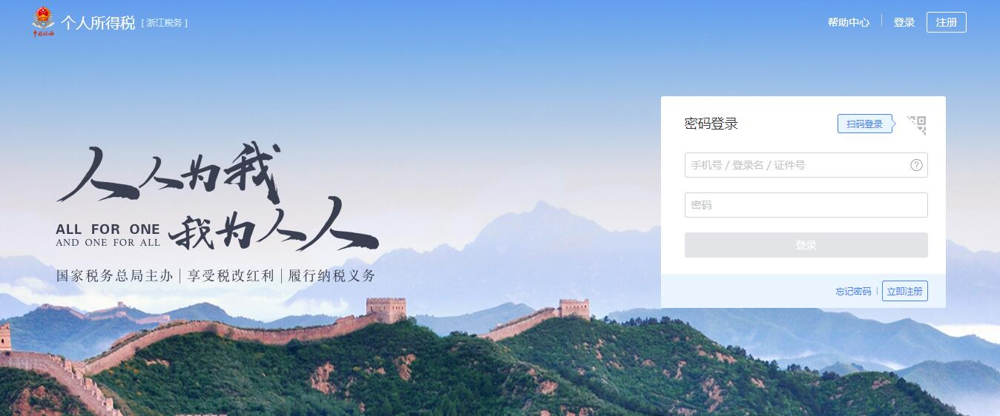 个人所得税 [ 浙江税务 ]
帮助中心 | 登录 注册
中国税务
密码登录 扫码登录
手机号 / 登录名 / 证件号 ?
密码
登录
忘记密码 | 立即注册
人人为我
ALL FOR ONE
AND ONE FOR ALL
我为人人
国家税务总局主办 | 享受税改红利 | 履行纳税义务